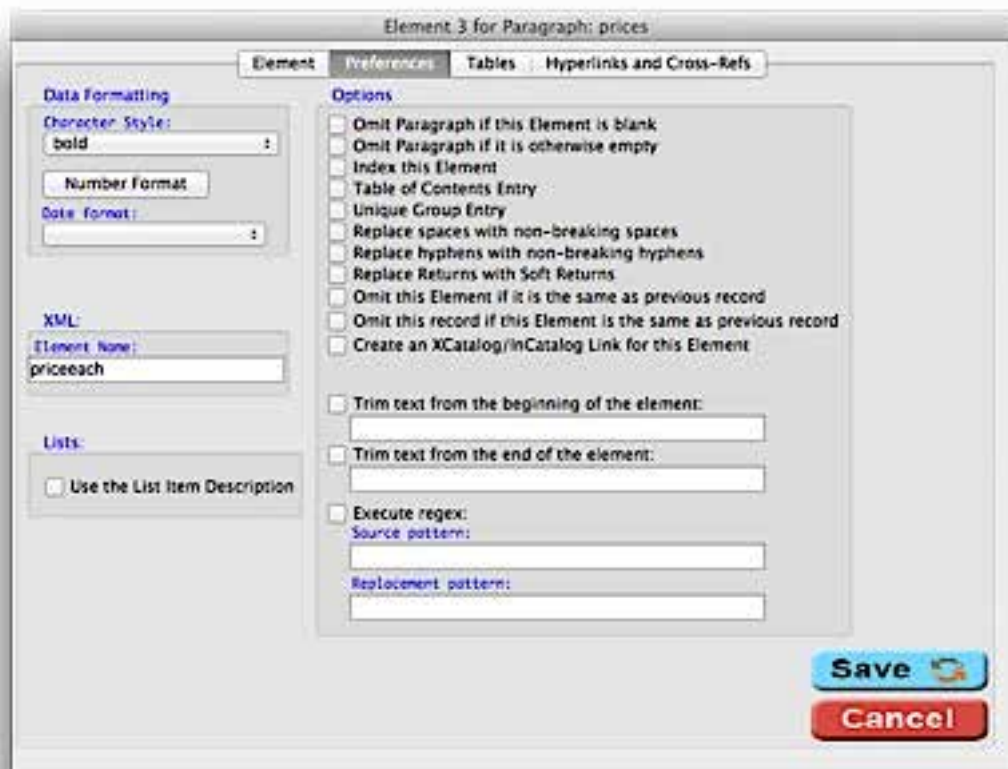 Element 3 for Paragraph: prices
Element Preferences Tables Hyperlinks and Cross-Refs
Data Formatting
Character Style:
bold
Number Format
Date Format:
XML:
Element Name:
priceeach
Lists:
Use the List Item Description
Options
Omit Paragraph if this Element is blank
Omit Paragraph if it is otherwise empty
Index this Element
Table of Contents Entry
Unique Group Entry
Replace spaces with non-breaking spaces
Replace hyphens with non-breaking hyphens
Replace Returns with Soft Returns
Omit this Element if it is the same as previous record
Omit this record if this Element is the same as previous record
Create an XCatalog/InCatalog Link for this Element
Trim text from the beginning of the element:
Trim text from the end of the element:
Execute regex:
Source pattern:
Replacement pattern:
Save
Cancel